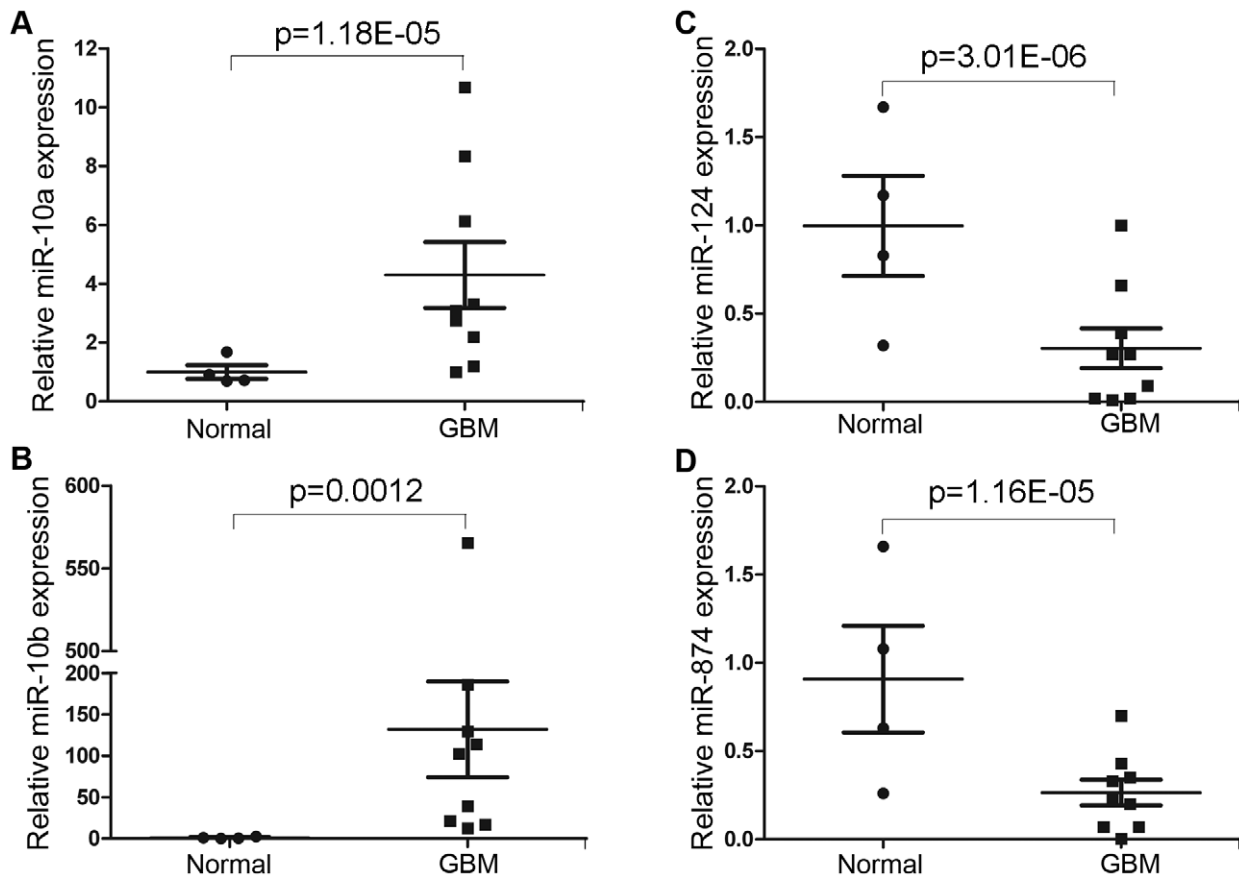 A
p=1.18E-05
Relative miR-10a expression
12
10
8
6
4
2
0
Normal
GBM
B
p=0.0012
Relative miR-10b expression
600
550
500
200
150
100
50
0
Normal
GBM
C
p=3.01E-06
Relative miR-124 expression
2.0
1.5
1.0
0.5
0.0
Normal
GBM
D
p=1.16E-05
Relative miR-874 expression
2.0
1.5
1.0
0.5
0.0
Normal
GBM